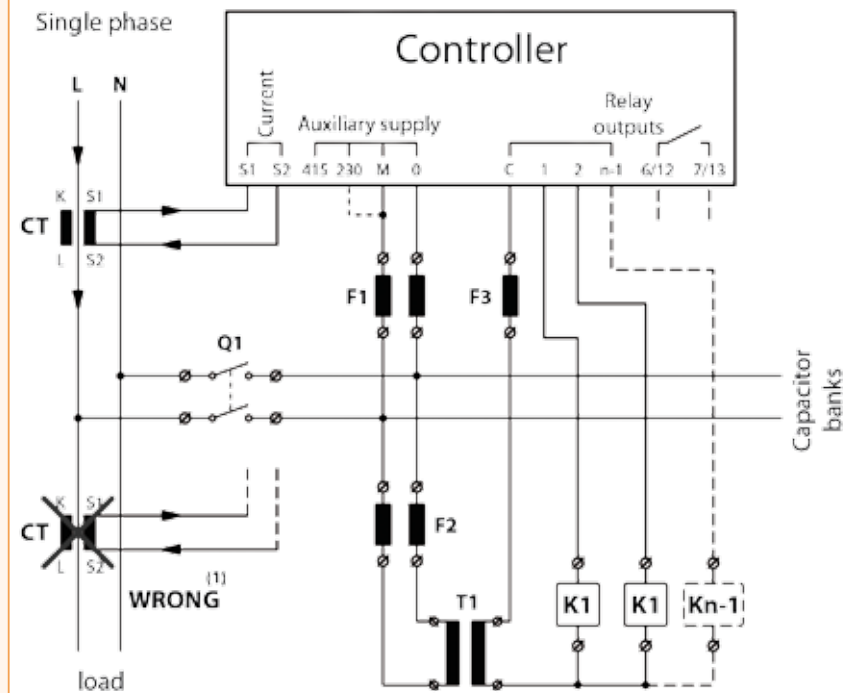 Single phase
Controller
L N
Current
Auxiliary supply
Relay
outputs
S1 S2 415 230 M 0 C 1 2 n-1 6/12 7/13
K S1
CT
L S2
F1 F3
Q1
Capacitor
banks
K S1
CT
F2
L S2
(1)
WRONG
T1
K1 K1 Kn-1
load